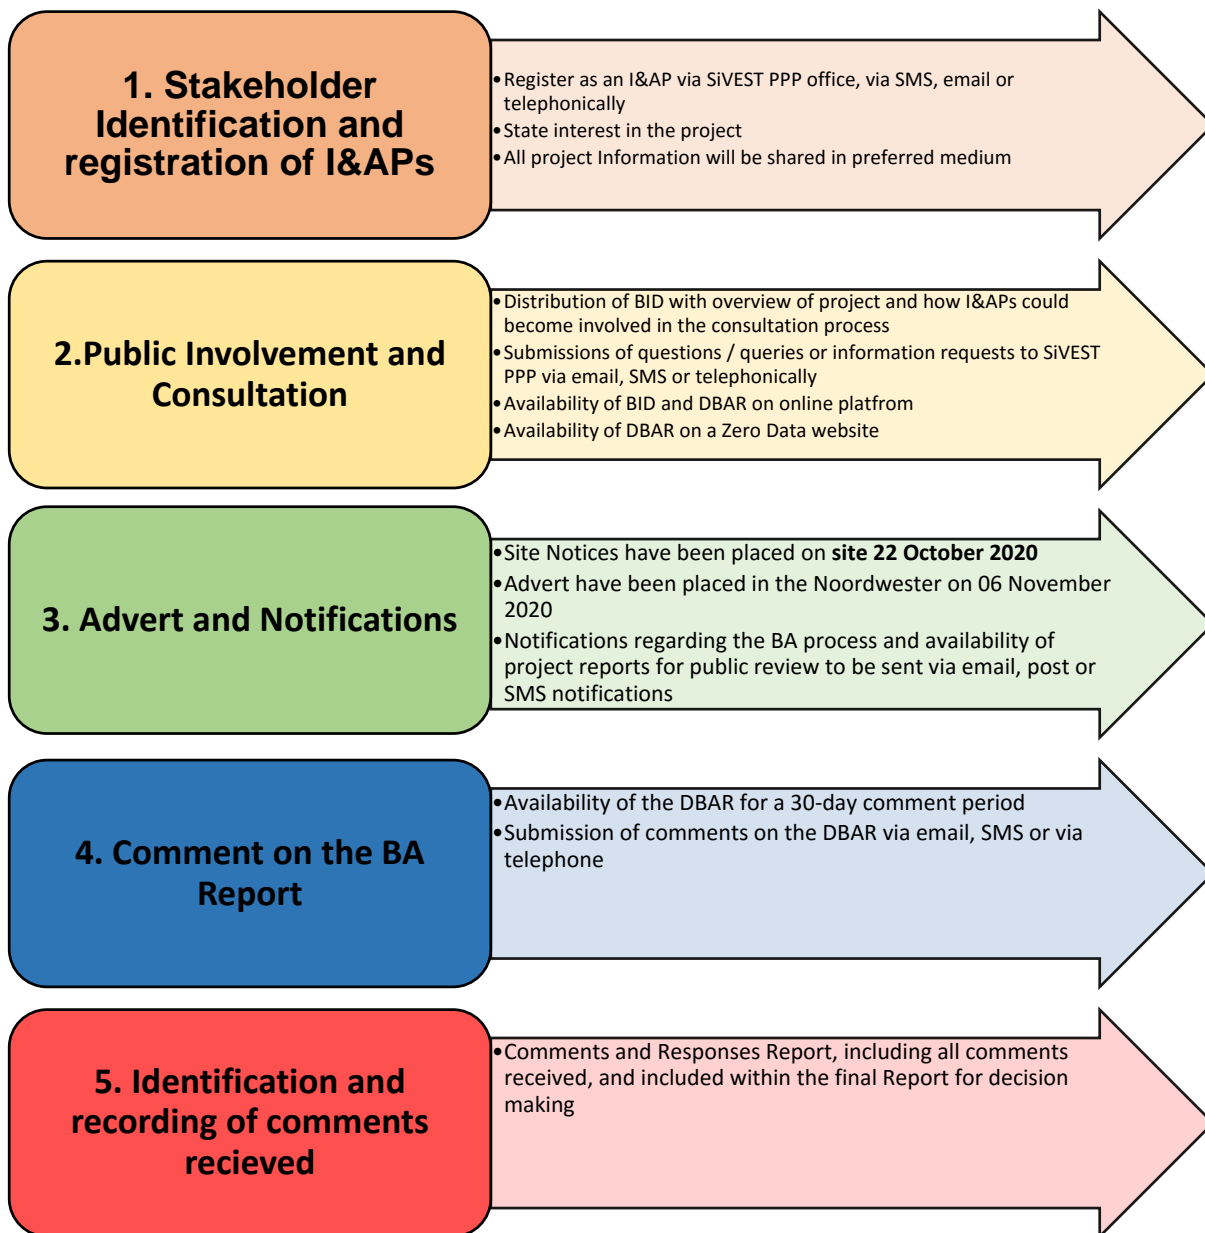 1. Stakeholder
Identification and
registration of I&APs
•Register as an I&AP via SiVEST PPP office, via SMS, email or
telephonically
•State interest in the project
•All project Information will be shared in preferred medium
2.Public Involvement and
Consultation
•Distribution of BID with overview of project and how I&APs could
become involved in the consultation process
•Submissions of questions / queries or information requests to SiVEST
PPP via email, SMS or telephonically
•Availability of BID and DBAR on online platfrom
•Availability of DBAR on a Zero Data website
3. Advert and Notifications
•Site Notices have been placed on site 22 October 2020
•Advert have been placed in the Noordwester on 06 November
2020
•Notifications regarding the BA process and availability of
project reports for public review to be sent via email, post or
SMS notifications
4. Comment on the BA
Report
•Availability of the DBAR for a 30-day comment period
•Submission of comments on the DBAR via email, SMS or via
telephone
5. Identification and
recording of comments
recieved
•Comments and Responses Report, including all comments
received, and included within the final Report for decision
making